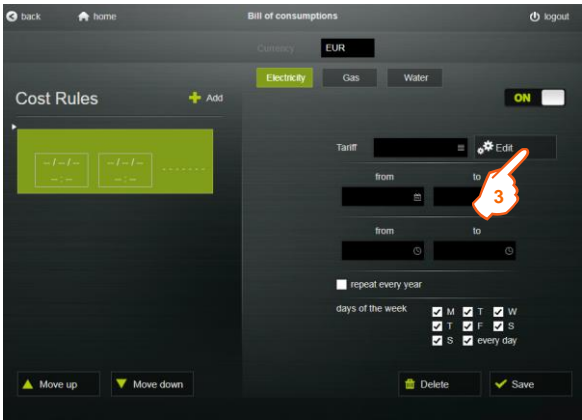 back home Bill of consumptions logout
Currency EUR
Electricity Gas Water
Cost Rules Add ON
Tariff Edit
--/--/-- --/--/-- -------
--:-- --:--
from to
3
from to
repeat every year
days of the week M T W
T F S
S every day
Move up Move down Delete Save